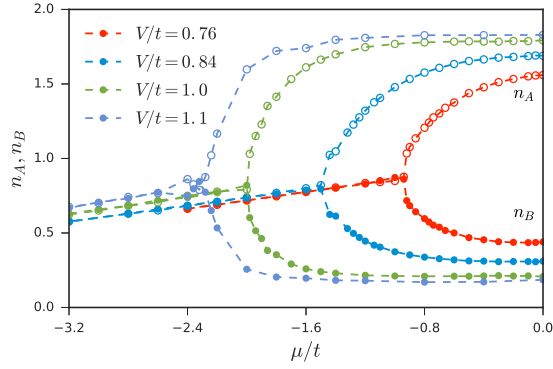 2.0
1.5
1.0
0.5
0.0
n_A, n_B
V/t = 0.76
V/t = 0.84
V/t = 1.0
V/t = 1.1
n_A
n_B
−3.2 −2.4 −1.6 −0.8 0.0
μ/t